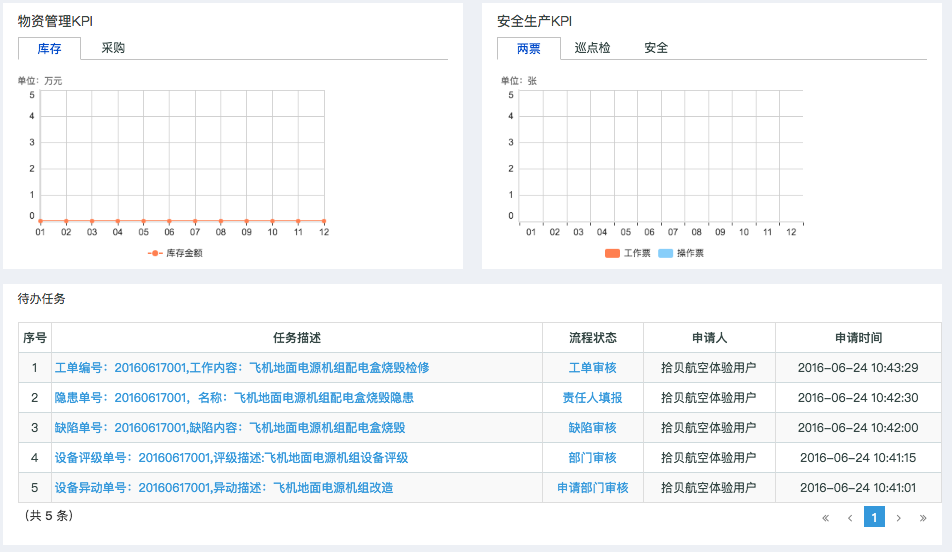 物资管理KPI
库存 采购
单位：万元
5
4
3
2
1
0
01 02 03 04 05 06 07 08 09 10 11 12
库存金额
安全生产KPI
两票 巡点检 安全
单位：张
5
4
3
2
1
0
01 02 03 04 05 06 07 08 09 10 11 12
工作票 操作票
待办任务
序号 任务描述 流程状态 申请人 申请时间
1 工单编号：20160617001,工作内容：飞机地面电源机组配电盒烧毁检修 工单审核 拾贝航空体验用户 2016-06-24 10:43:29
2 隐患单号：20160617001，名称：飞机地面电源机组配电盒烧毁隐患 责任人填报 拾贝航空体验用户 2016-06-24 10:42:30
3 缺陷单号：20160617001,缺陷内容：飞机地面电源机组配电盒烧毁 缺陷审核 拾贝航空体验用户 2016-06-24 10:42:00
4 设备评级单号：20160617001,评级描述:飞机地面电源机组设备评级 部门审核 拾贝航空体验用户 2016-06-24 10:41:15
5 设备异动单号：20160617001,异动描述：飞机地面电源机组改造 申请部门审核 拾贝航空体验用户 2016-06-24 10:41:01
（共 5 条） « ‹ 1 › »